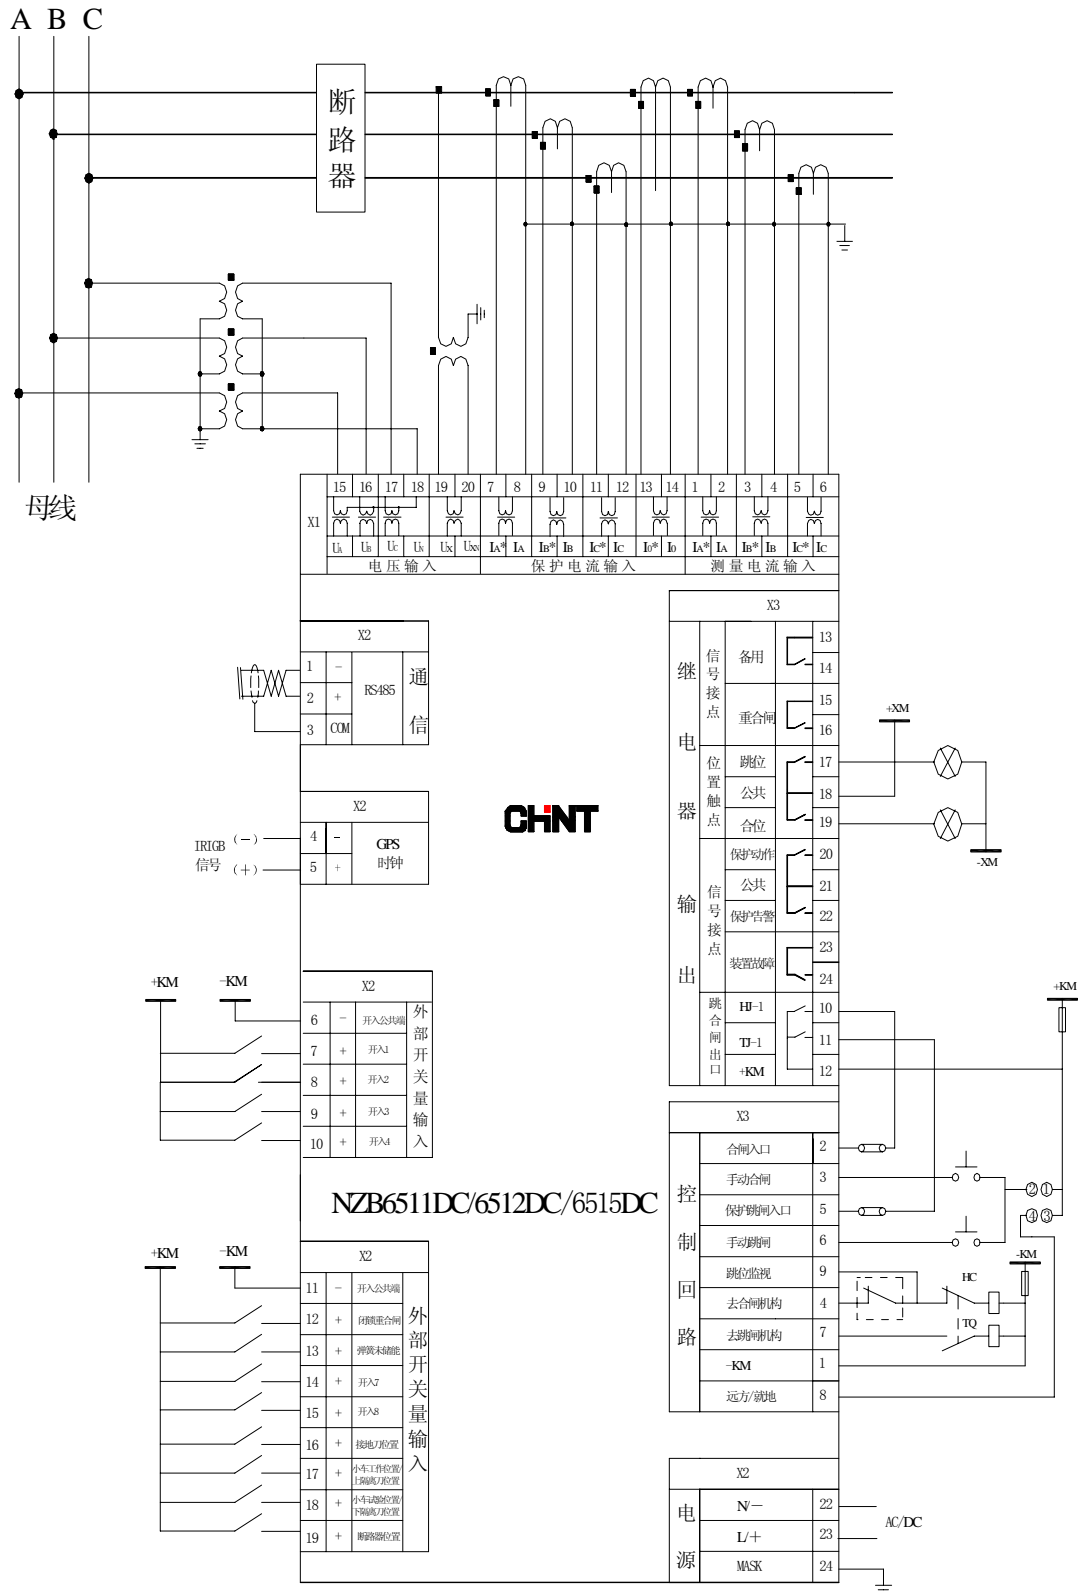 A B C
断路器
母线
X1
15 16 17 18 19 20 7 8 9 10 11 12 13 14 1 2 3 4 5 6
UA UB UC UN UX UXN IA* IA IB* IB IC* IC I0* I0 IA* IA IB* IB IC* IC
电压输入 保护电流输入 测量电流输入
X2
1 －
2 ＋
3 COM
RS485
通信
X2
IRIGB (－) 4 －
信号 (＋) 5 ＋
GPS
时钟
CHNT
+KM -KM
X2
6 － 开入公共端
7 ＋ 开入1
8 ＋ 开入2
9 ＋ 开入3
10 ＋ 开入4
外部开关量输入
NZB6511DC/6512DC/6515DC
+KM -KM
X2
11 － 开入公共端
12 ＋ 闭锁重合闸
13 ＋ 弹簧未储能
14 ＋ 开入7
15 ＋ 开入8
16 ＋ 接地刀位置
17 ＋ 小车工作位置/
上隔离刀位置
18 ＋ 小车试验位置/
下隔离刀位置
19 ＋ 断路器位置
外部开关量输入
X3
继电器输出
信号接点
备用 13
14
重合闸 15
16
位置触点
跳位 17
公共 18
合位 19
+XM
-XM
信号接点
保护动作 20
公共 21
保护告警 22
装置故障 23
24
跳合闸出口
HJ-1 10
TJ-1 11
+KM 12
+KM
X3
控制回路
合闸入口 2
手动合闸 3
保护跳闸入口 5
手动跳闸 6
跳位监视 9
去合闸机构 4
去跳闸机构 7
-KM 1
远方/就地 8
②①
④③
-KM
HC
TQ
X2
电源
N/－ 22
L/＋ 23
MASK 24
AC/DC